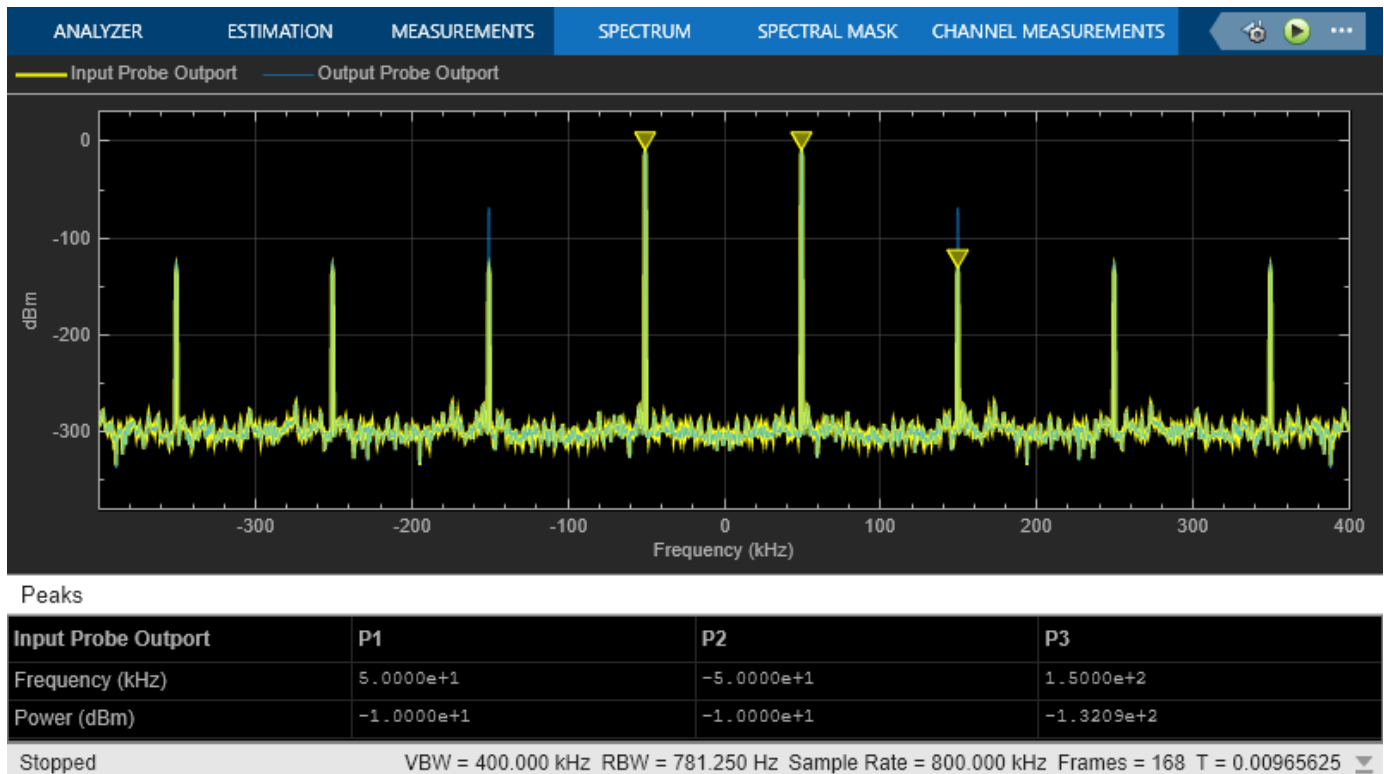 ANALYZER ESTIMATION MEASUREMENTS SPECTRUM SPECTRAL MASK CHANNEL MEASUREMENTS
Input Probe Outport Output Probe Outport
0
-100
-200
-300
dBm
-300 -200 -100 0 100 200 300 400
Frequency (kHz)
Peaks
Input Probe Outport P1 P2 P3
Frequency (kHz) 5.0000e+1 -5.0000e+1 1.5000e+2
Power (dBm) -1.0000e+1 -1.0000e+1 -1.3209e+2
Stopped VBW = 400.000 kHz RBW = 781.250 Hz Sample Rate = 800.000 kHz Frames = 168 T = 0.00965625